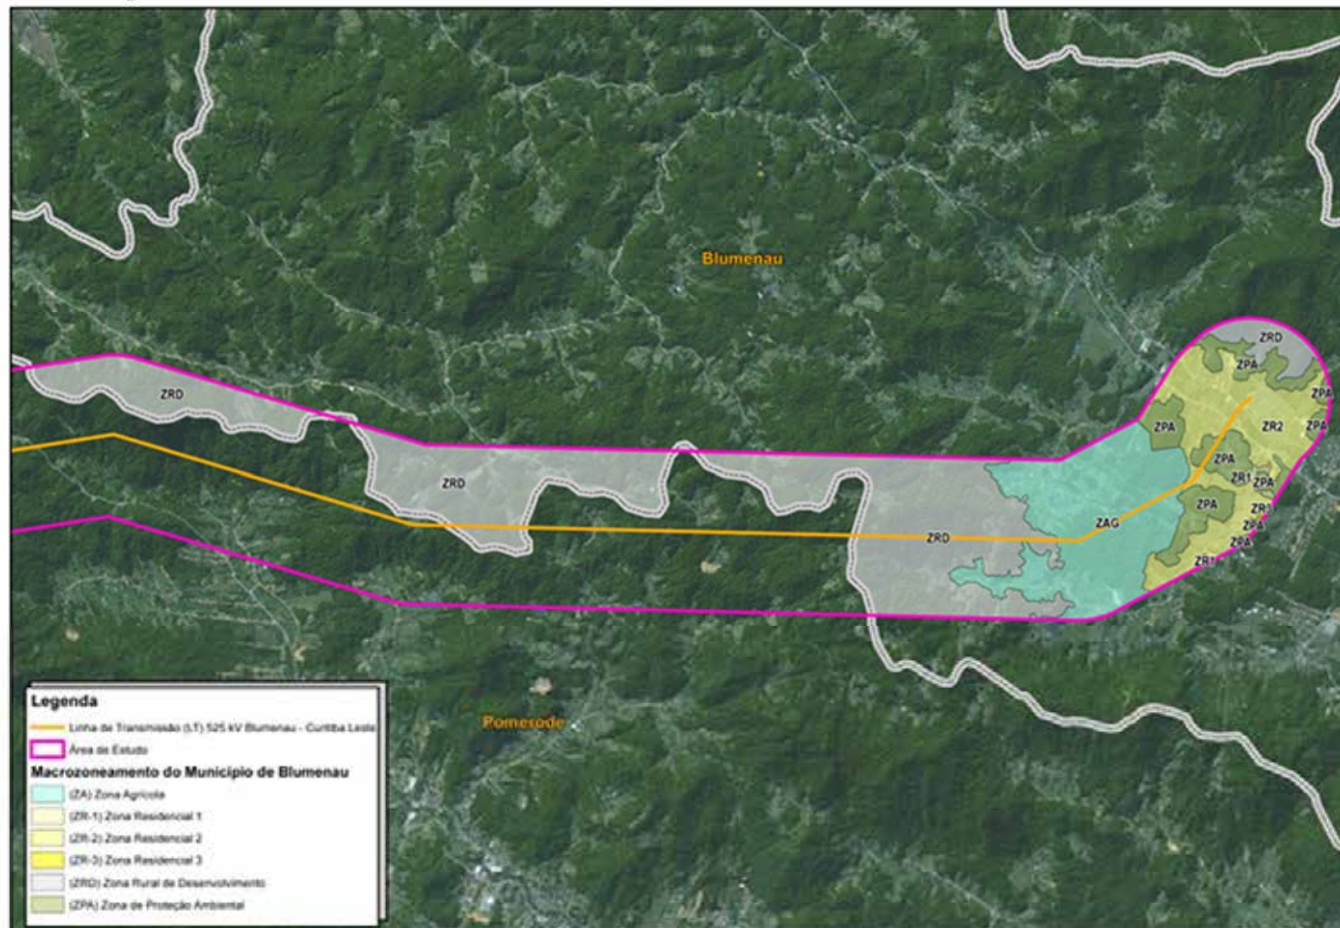 Blumenau
ZRD
ZPA
ZRD
ZPA
ZPA
ZR2
ZPA
ZPA
ZR1
ZPA
ZRD
ZPA
ZAG
ZPA
ZRD
ZPA
ZR1
Pomerode
Legenda
Linha de Transmissão (LT) 525 kV Blumenau - Curitiba Leste
Área de Estudo
Macrozoneamento do Município de Blumenau
(ZA) Zona Agrícola
(ZR-1) Zona Residencial 1
(ZR-2) Zona Residencial 2
(ZR-3) Zona Residencial 3
(ZRD) Zona Rural de Desenvolvimento
(ZPA) Zona de Proteção Ambiental